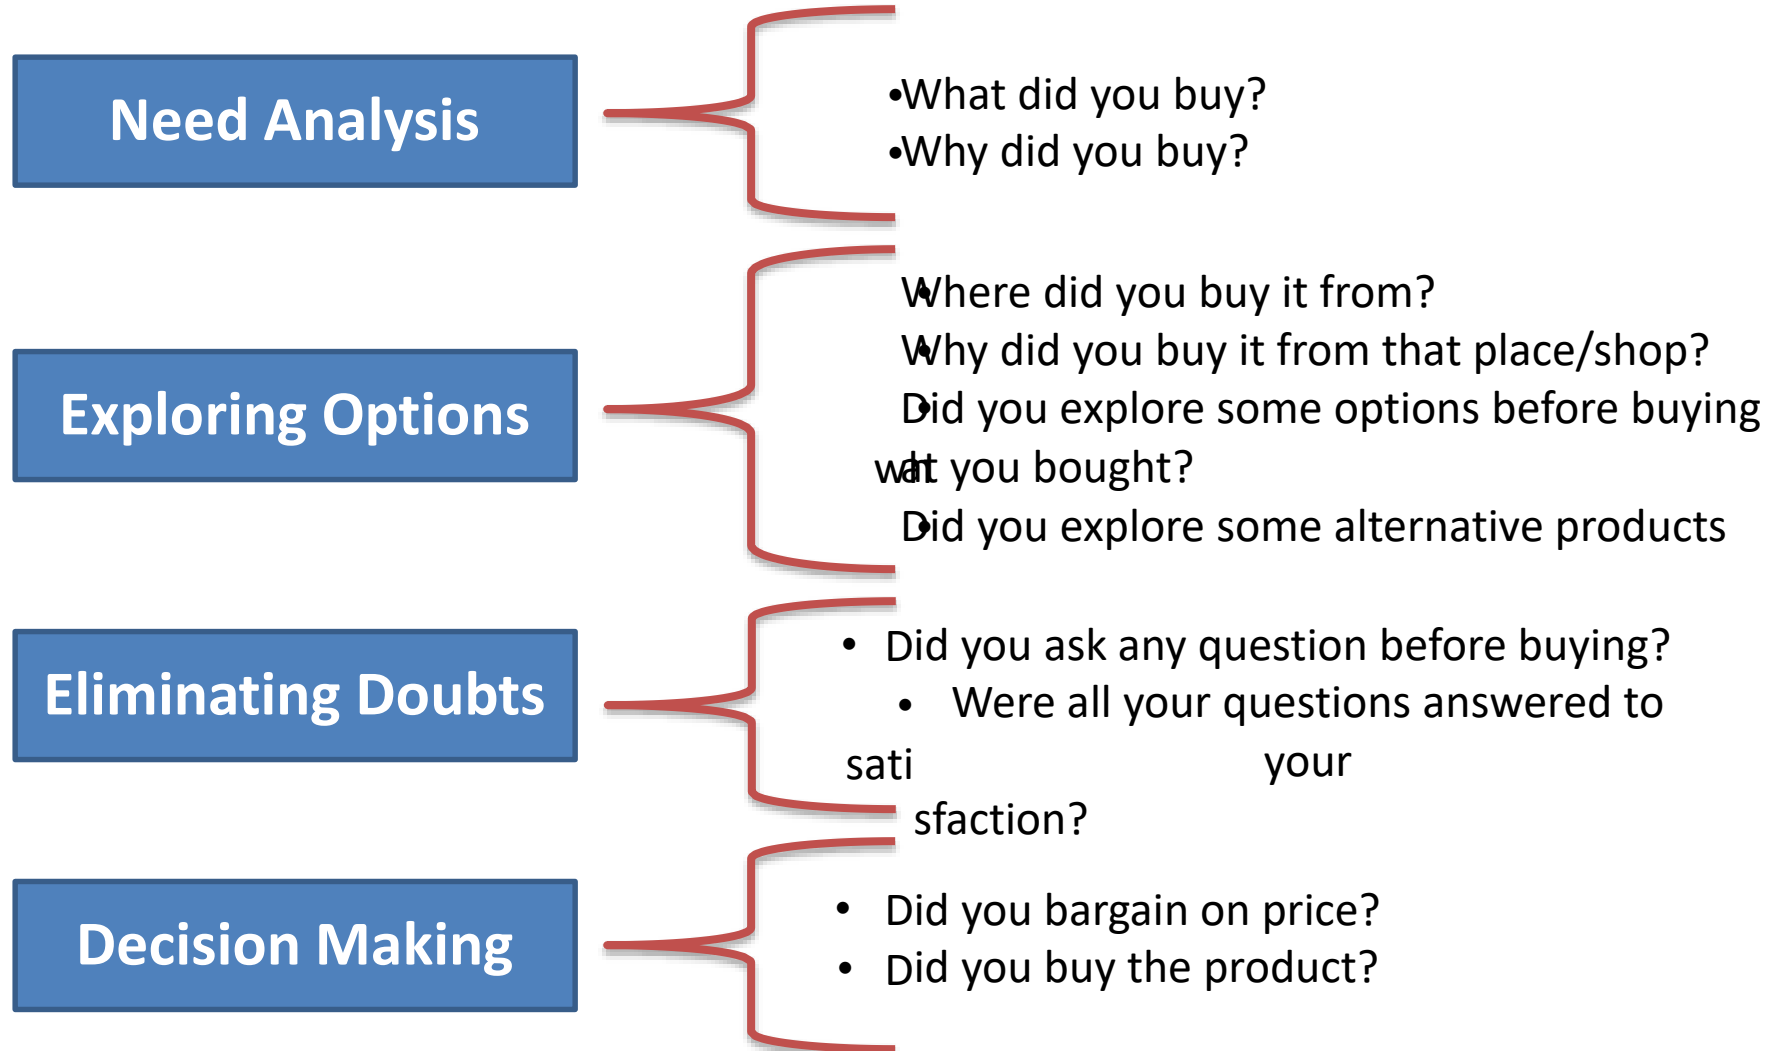 Need Analysis
•What did you buy?
•Why did you buy?
Exploring Options
•Where did you buy it from?
•Why did you buy it from that place/shop?
•Did you explore some options before buying
what you bought?
•Did you explore some alternative products
Eliminating Doubts
• Did you ask any question before buying?
• Were all your questions answered to
sati your
sfaction?
Decision Making
• Did you bargain on price?
• Did you buy the product?